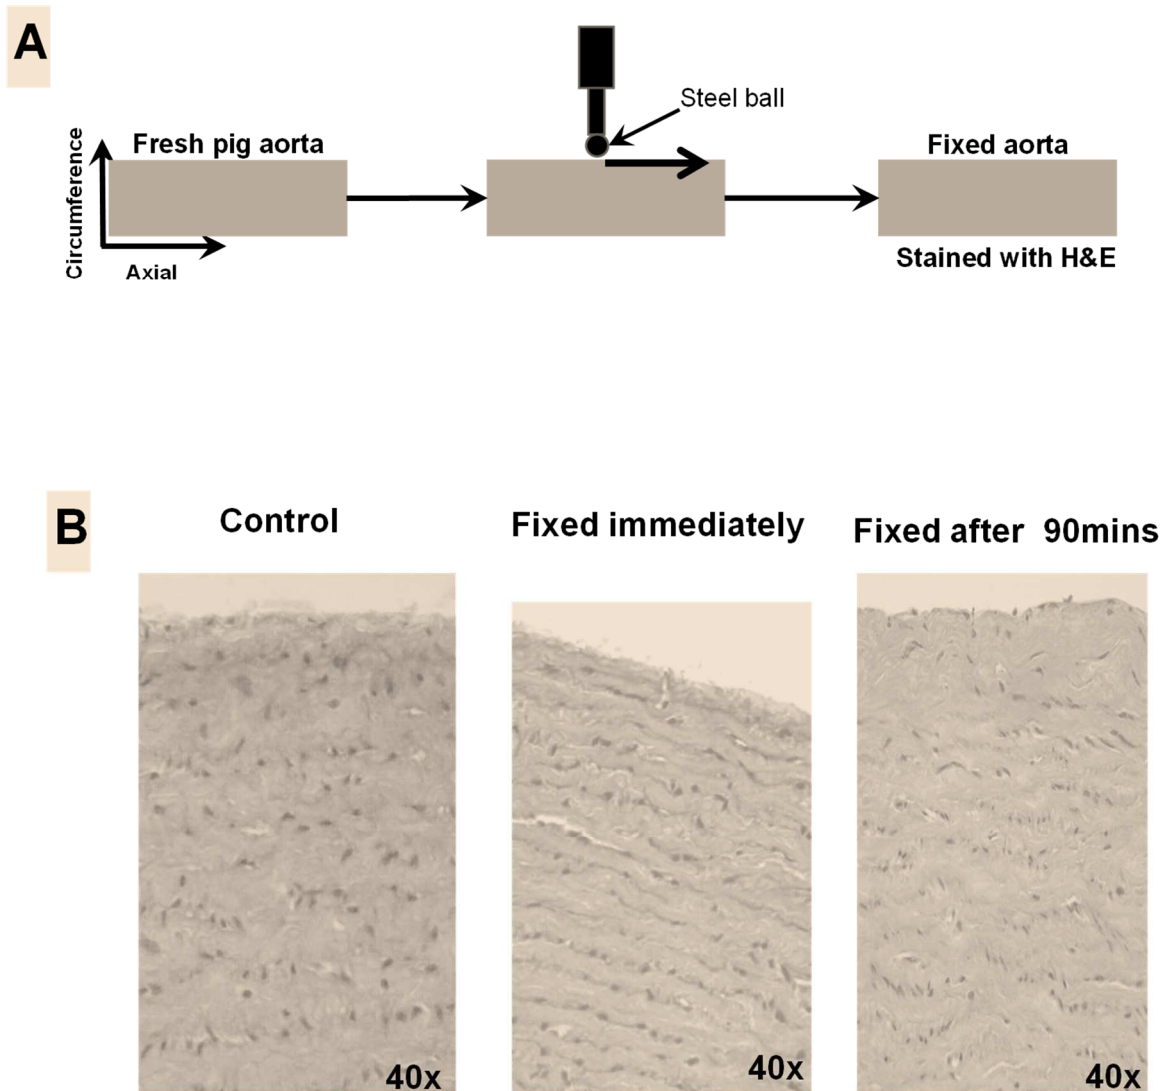 A
Steel ball
Fresh pig aorta
Fixed aorta
Circumference
Axial
Stained with H&E
B
Control
Fixed immediately
Fixed after 90mins
40x
40x
40x